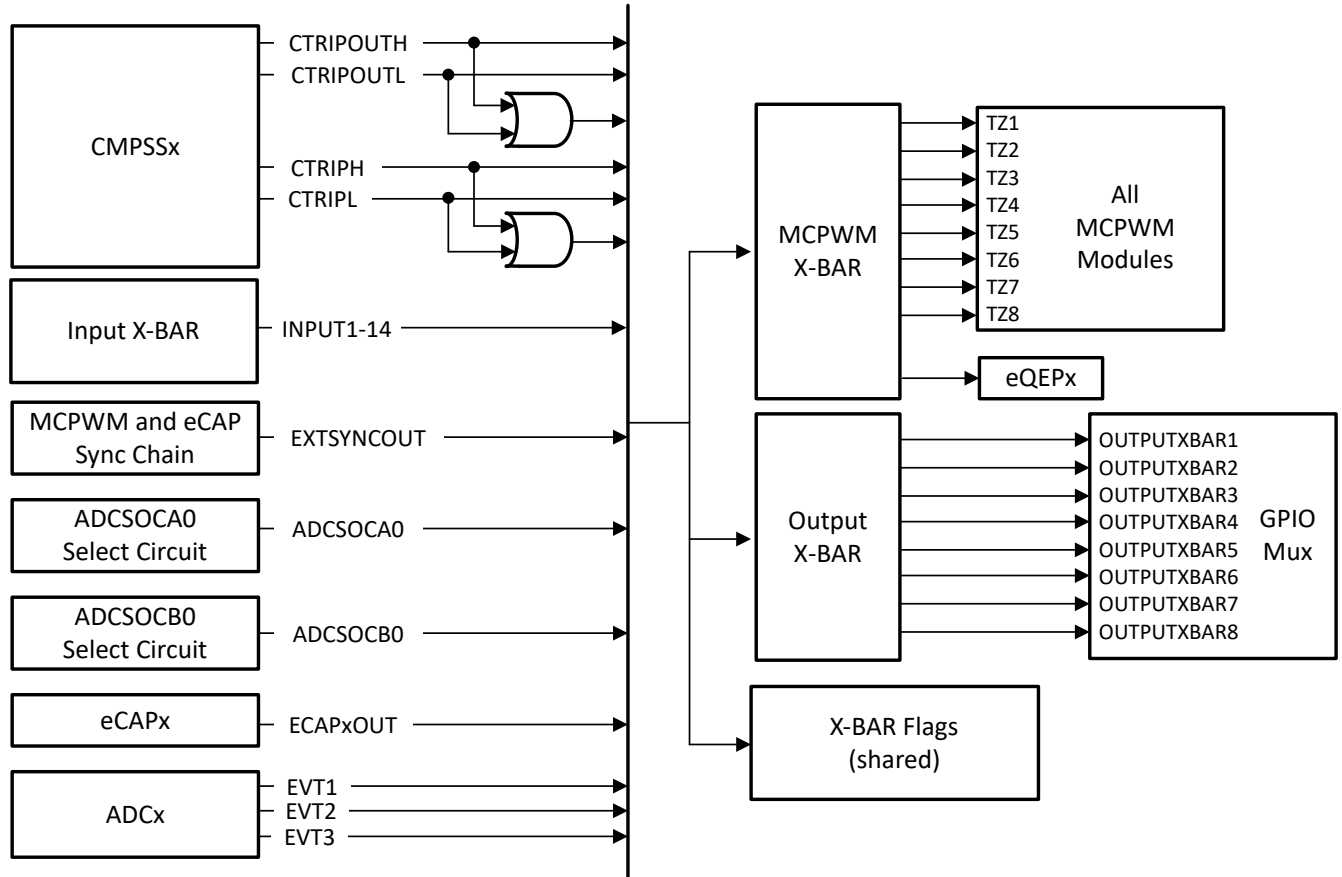 CMPSSx
CTRIPOUTH
CTRIPOUTL
CTRIPH
CTRIPL
Input X-BAR
INPUT1-14
MCPWM and eCAP
Sync Chain
EXTSYNCOUT
ADCSOCA0
Select Circuit
ADCSOCA0
ADCSOCB0
Select Circuit
ADCSOCB0
eCAPx
ECAPxOUT
ADCx
EVT1
EVT2
EVT3
MCPWM
X-BAR
TZ1
TZ2
TZ3
TZ4
TZ5
TZ6
TZ7
TZ8
All
MCPWM
Modules
eQEPx
Output
X-BAR
OUTPUTXBAR1
OUTPUTXBAR2
OUTPUTXBAR3
OUTPUTXBAR4
OUTPUTXBAR5
OUTPUTXBAR6
OUTPUTXBAR7
OUTPUTXBAR8
GPIO
Mux
X-BAR Flags
(shared)